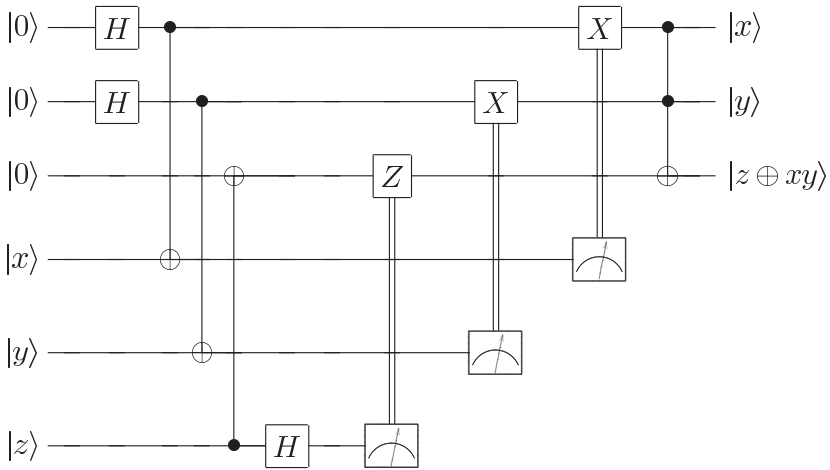 |0⟩ H X |x⟩
|0⟩ H X |y⟩
|0⟩ Z |z ⊕ xy⟩
|x⟩
|y⟩
|z⟩ H